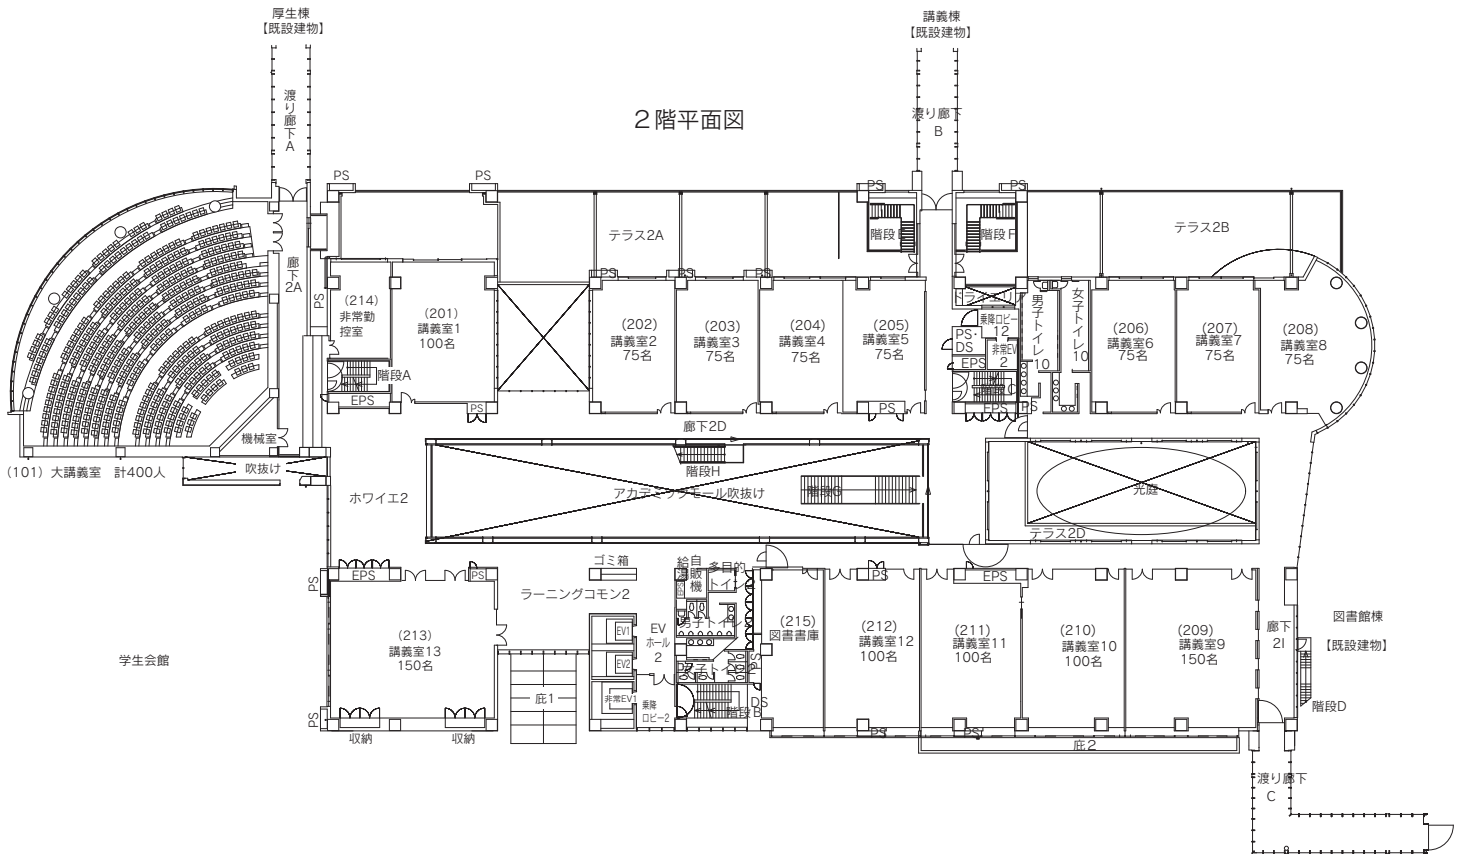 厚生棟
【既設建物】
講義棟
【既設建物】
渡り廊下A
渡り廊下
B
２階平面図
PS
PS
PS
PS
テラス2A
階段E
階段F
テラス2B
廊下2A
PS
PS
PS
PS
(214)
非常勤
控室
(201)
講義室1
100名
(202)
講義室2
75名
(203)
講義室3
75名
(204)
講義室4
75名
(205)
講義室5
75名
乗降ロビー
12
PS・
DS
非常EV
2
EPS
男子トイレ10
女子トイレ10
(206)
講義室6
75名
(207)
講義室7
75名
(208)
講義室8
75名
階段A
EPS
PS
PS
階段C
EPS
PS
機械室
廊下2D
(101) 大講義室　計400人
吹抜け
階段H
ホワイエ2
アカデミックモール吹抜け
階段G
光庭
テラス2D
ゴミ箱
PS
EPS
PS
ラーニングコモン2
給湯
自販機
多目的
トイレ
PS
EPS
男子トイレ2
(213)
講義室13
150名
EV1
EV2
EV
ホール
2
女子トイレ2
PS
(215)
図書書庫
(212)
講義室12
100名
(211)
講義室11
100名
(210)
講義室10
100名
(209)
講義室9
150名
廊下
2I
図書館棟
【既設建物】
学生会館
庇1
非常EV1
乗降
ロビー2
階段B
DS
階段D
PS
収納
収納
PS
PS
庇２
渡り廊下
C